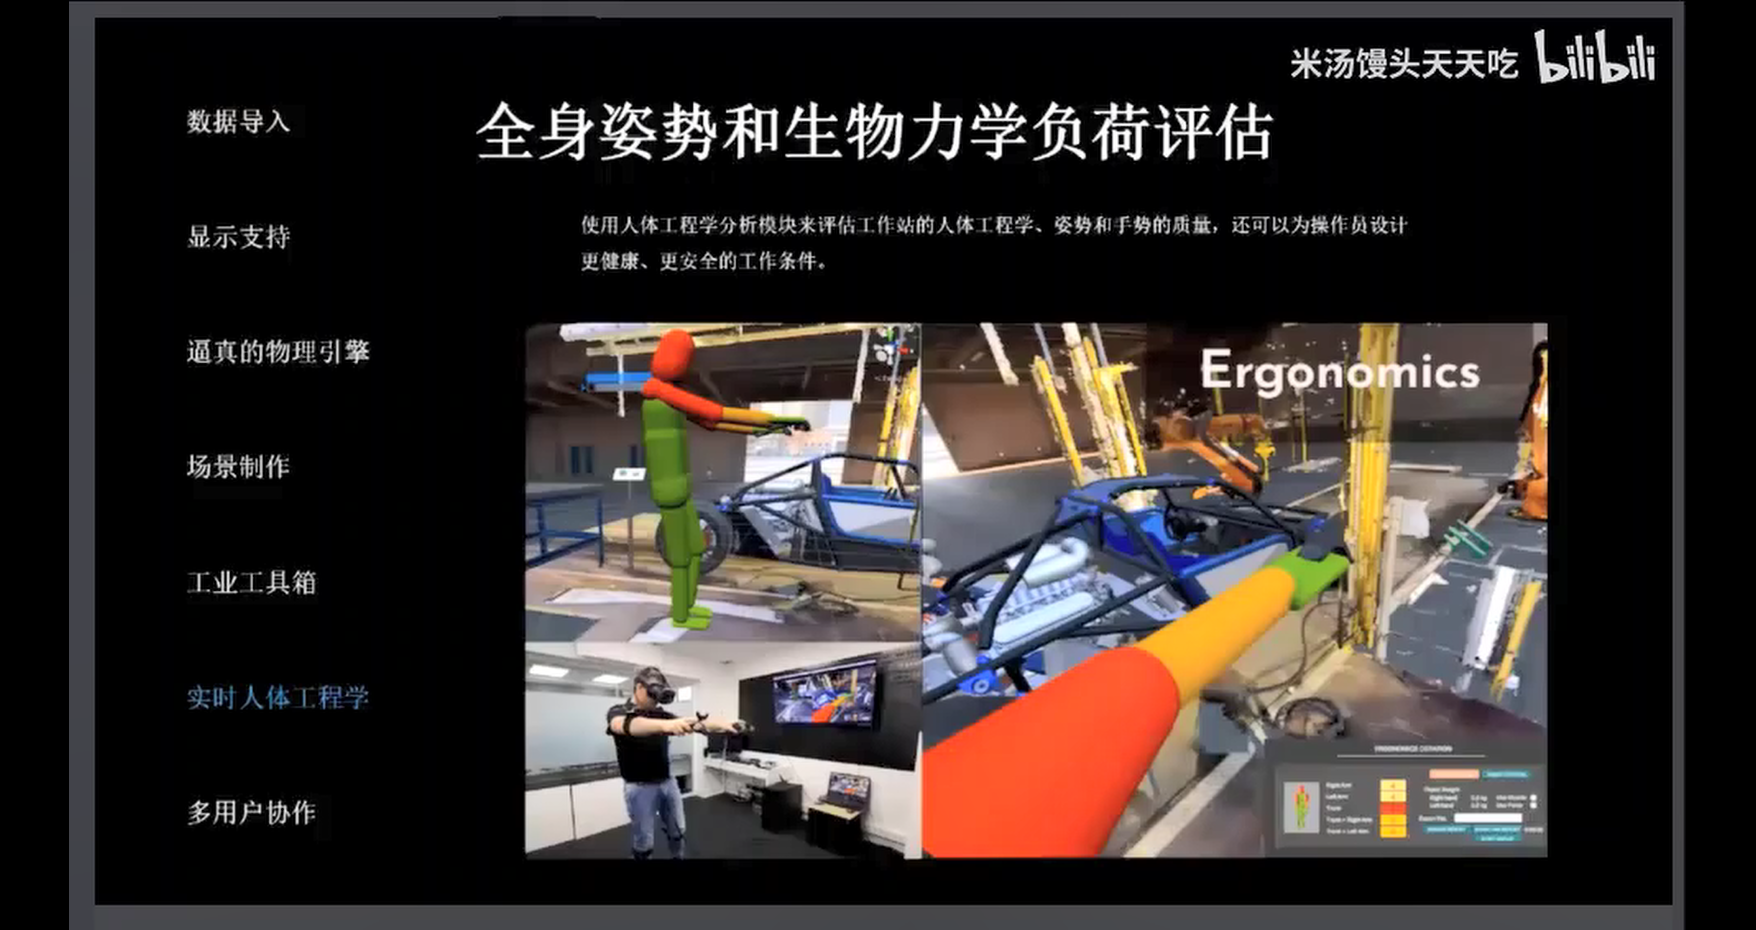 米汤馒头天天吃 bilibili
全身姿势和生物力学负荷评估
使用人体工程学分析模块来评估工作站的人体工程学、姿势和手势的质量，还可以为操作员设计
更健康、更安全的工作条件。
数据导入
显示支持
逼真的物理引擎
场景制作
工业工具箱
实时人体工程学
多用户协作
Ergonomics